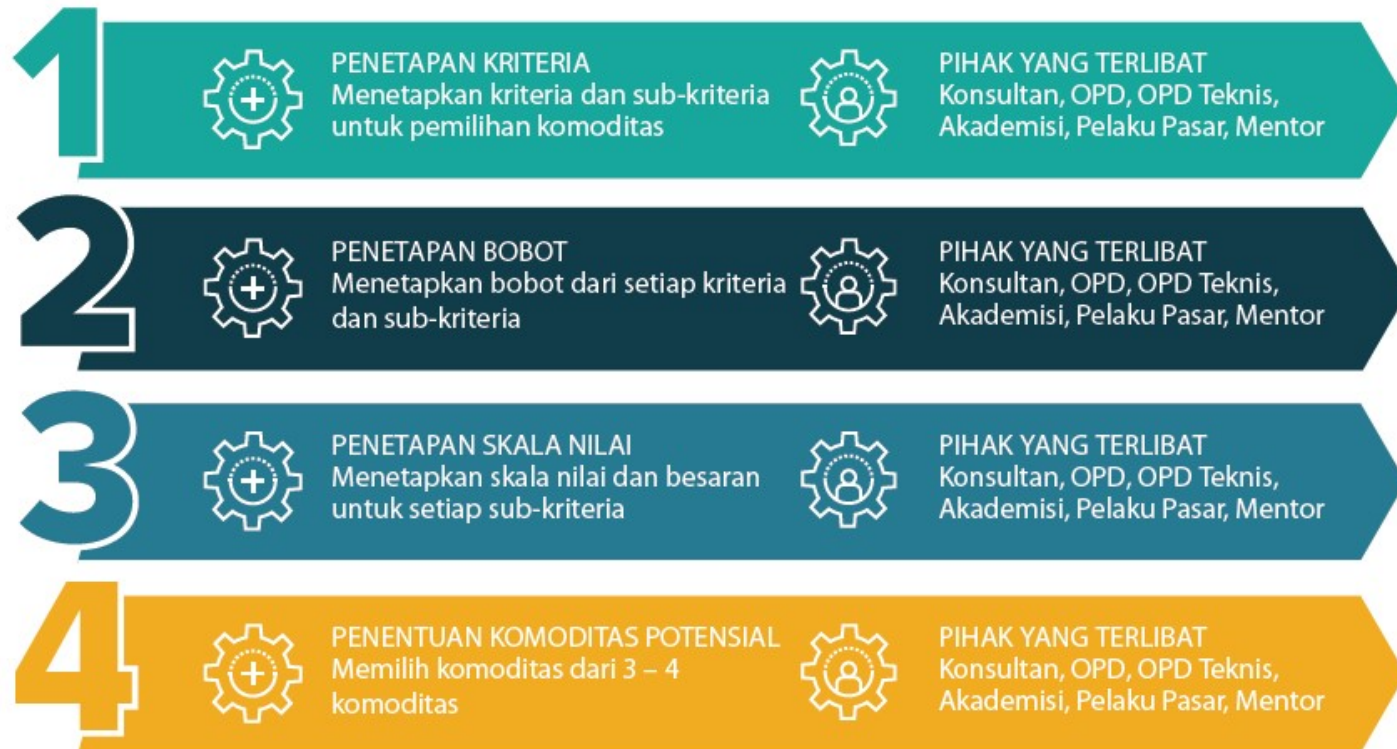 1
PENETAPAN KRITERIA
Menetapkan kriteria dan sub-kriteria
untuk pemilihan komoditas
PIHAK YANG TERLIBAT
Konsultan, OPD, OPD Teknis,
Akademisi, Pelaku Pasar, Mentor
2
PENETAPAN BOBOT
Menetapkan bobot dari setiap kriteria
dan sub-kriteria
PIHAK YANG TERLIBAT
Konsultan, OPD, OPD Teknis,
Akademisi, Pelaku Pasar, Mentor
3
PENETAPAN SKALA NILAI
Menetapkan skala nilai dan besaran
untuk setiap sub-kriteria
PIHAK YANG TERLIBAT
Konsultan, OPD, OPD Teknis,
Akademisi, Pelaku Pasar, Mentor
4
PENENTUAN KOMODITAS POTENSIAL
Memilih komoditas dari 3 – 4
komoditas
PIHAK YANG TERLIBAT
Konsultan, OPD, OPD Teknis,
Akademisi, Pelaku Pasar, Mentor